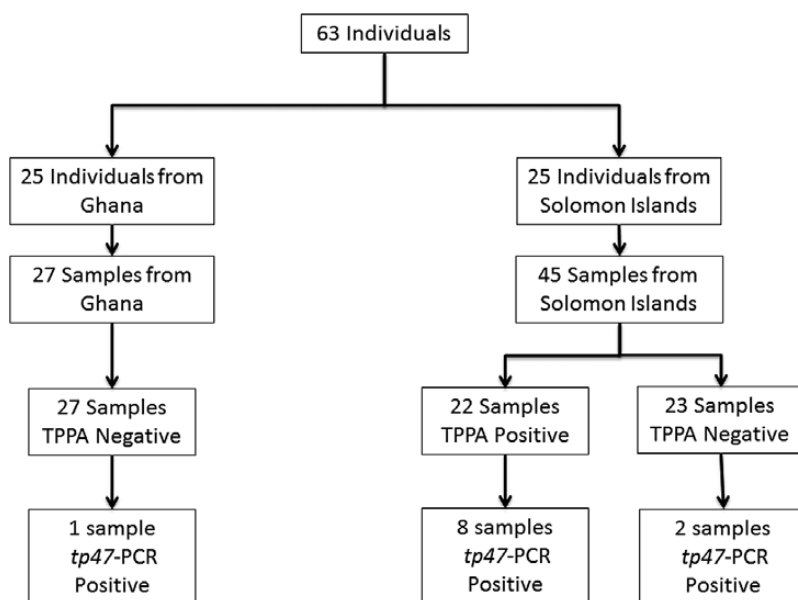 63 Individuals
25 Individuals from
Ghana
25 Individuals from
Solomon Islands
27 Samples from
Ghana
45 Samples from
Solomon Islands
27 Samples
TPPA Negative
22 Samples
TPPA Positive
23 Samples
TPPA Negative
1 sample
tp47-PCR
Positive
8 samples
tp47-PCR
Positive
2 samples
tp47-PCR
Positive